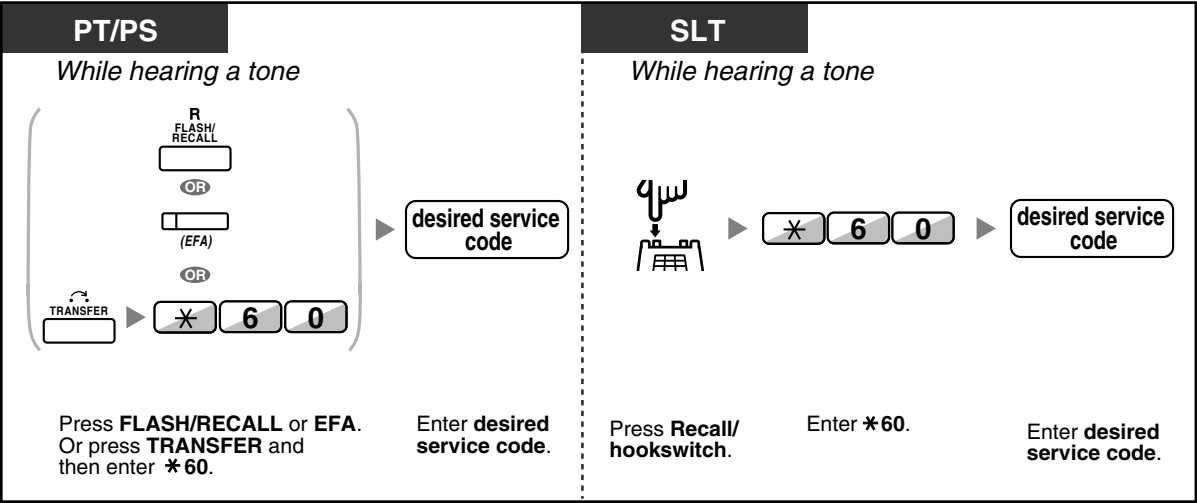 PT/PS
While hearing a tone
R
FLASH/
RECALL
OR
(EFA)
OR
TRANSFER
* 6 0
desired service
code
Press FLASH/RECALL or EFA.
Or press TRANSFER and
then enter *60.
Enter desired
service code.
SLT
While hearing a tone
* 6 0
desired service
code
Press Recall/
hookswitch.
Enter *60.
Enter desired
service code.